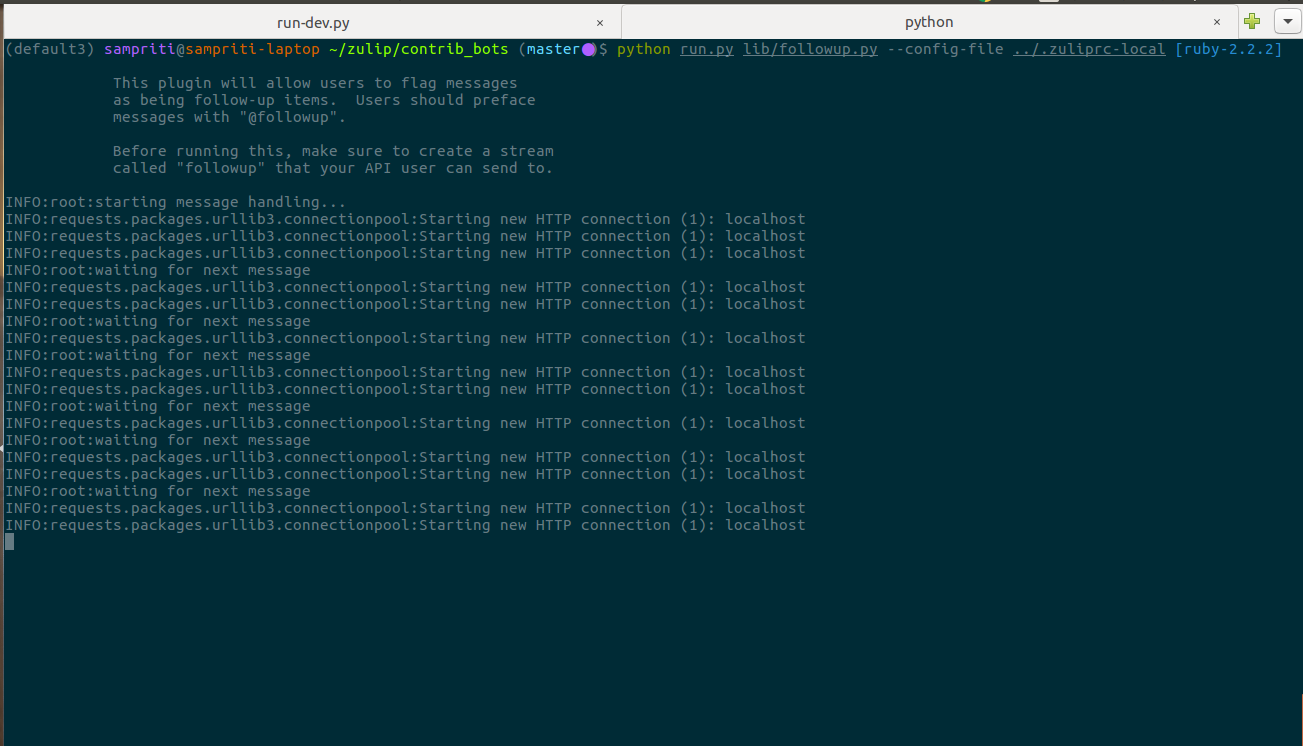 run-dev.py × python ×
(default3) sampriti@sampriti-laptop ~/zulip/contrib_bots (master●)$ python run.py lib/followup.py --config-file ../.zuliprc-local [ruby-2.2.2]
This plugin will allow users to flag messages
as being follow-up items.  Users should preface
messages with "@followup".
Before running this, make sure to create a stream
called "followup" that your API user can send to.
INFO:root:starting message handling...
INFO:requests.packages.urllib3.connectionpool:Starting new HTTP connection (1): localhost
INFO:requests.packages.urllib3.connectionpool:Starting new HTTP connection (1): localhost
INFO:requests.packages.urllib3.connectionpool:Starting new HTTP connection (1): localhost
INFO:root:waiting for next message
INFO:requests.packages.urllib3.connectionpool:Starting new HTTP connection (1): localhost
INFO:requests.packages.urllib3.connectionpool:Starting new HTTP connection (1): localhost
INFO:root:waiting for next message
INFO:requests.packages.urllib3.connectionpool:Starting new HTTP connection (1): localhost
INFO:root:waiting for next message
INFO:requests.packages.urllib3.connectionpool:Starting new HTTP connection (1): localhost
INFO:requests.packages.urllib3.connectionpool:Starting new HTTP connection (1): localhost
INFO:root:waiting for next message
INFO:requests.packages.urllib3.connectionpool:Starting new HTTP connection (1): localhost
INFO:root:waiting for next message
INFO:requests.packages.urllib3.connectionpool:Starting new HTTP connection (1): localhost
INFO:requests.packages.urllib3.connectionpool:Starting new HTTP connection (1): localhost
INFO:root:waiting for next message
INFO:requests.packages.urllib3.connectionpool:Starting new HTTP connection (1): localhost
INFO:requests.packages.urllib3.connectionpool:Starting new HTTP connection (1): localhost